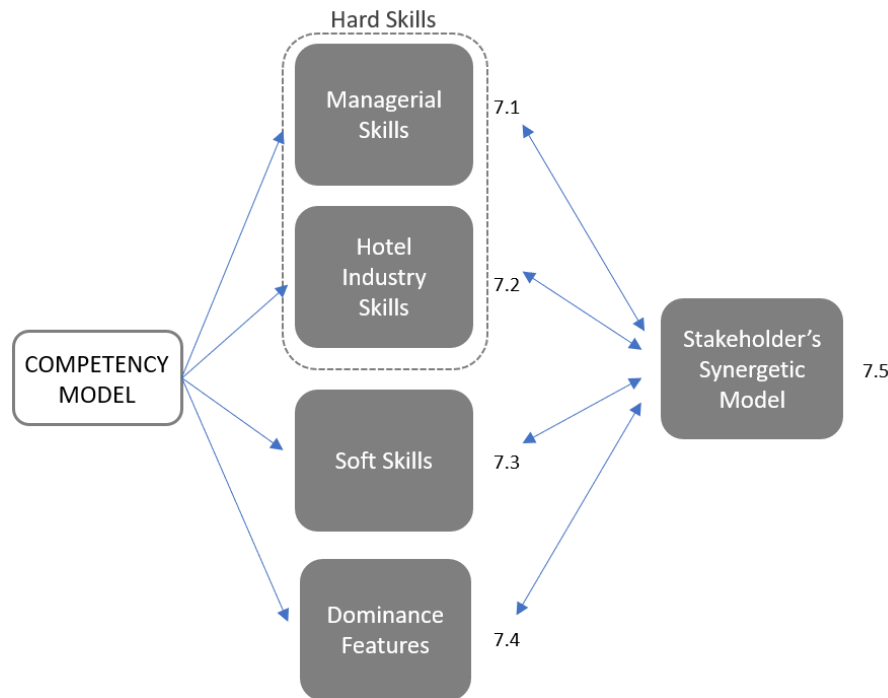 Hard Skills
Managerial
Skills
7.1
Hotel
Industry
Skills
7.2
COMPETENCY
MODEL
Stakeholder’s
Synergetic
Model
7.5
Soft Skills
7.3
Dominance
Features
7.4